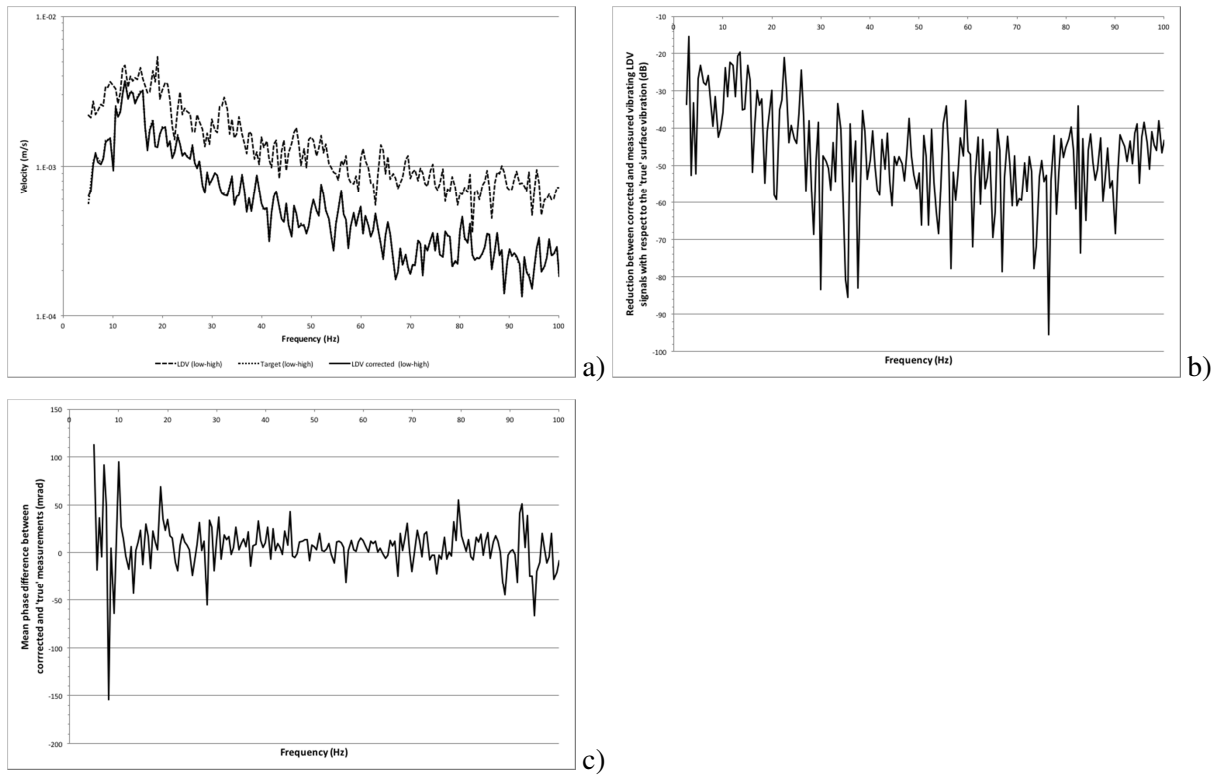 1.E-02
1.E-03
1.E-04
Velocity (m/s)
0 10 20 30 40 50 60 70 80 90 100
Frequency (Hz)
LDV (low-high) Target (low-high) LDV corrected (low-high)
a)
-10
0 10 20 30 40 50 60 70 80 90 100
-20
-30
-40
-50
-60
-70
-80
-90
-100
Reduction between corrected and measured vibrating LDV
signals with respect to the 'true' surface vibration (dB)
Frequency (Hz)
b)
150
100
50
0
0 10 20 30 40 50 60 70 80 90 100
-50
-100
-150
-200
Mean phase difference between
corrrected and 'true' measurements (mrad)
Frequency (Hz)
c)